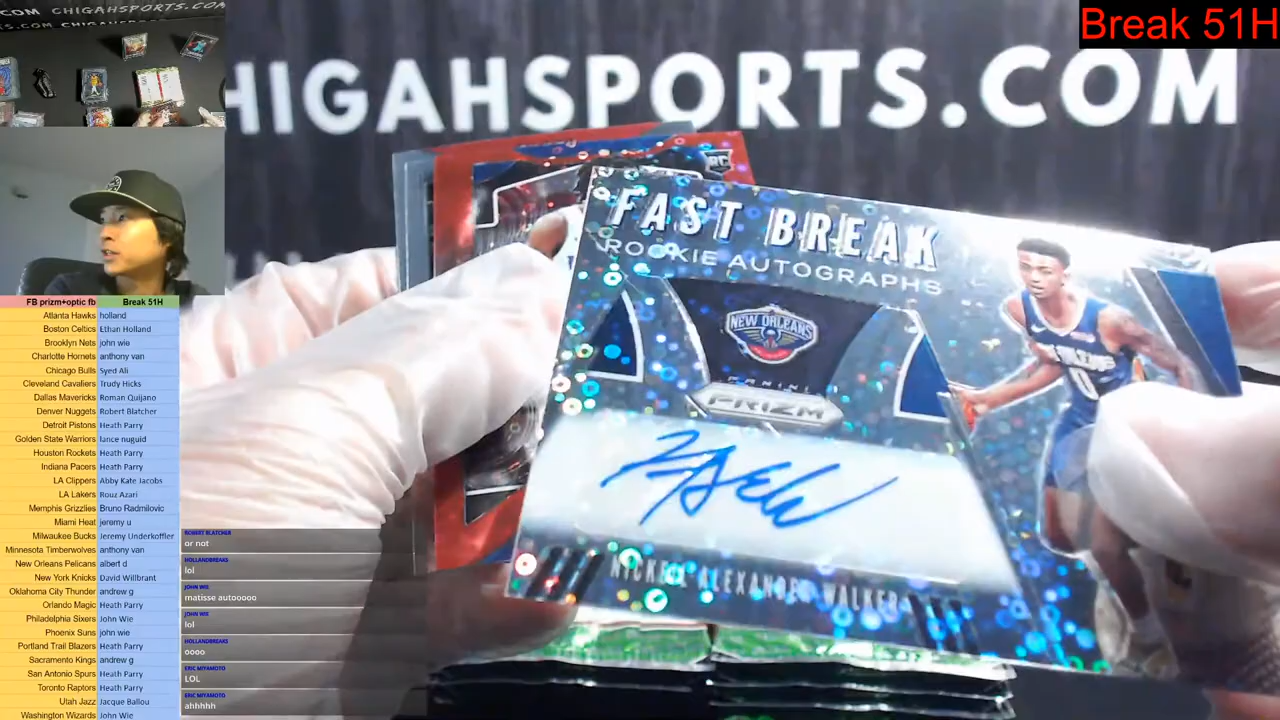 Break 51H
.COM CHIGAHSPORTS.COM
HIGAHSPORTS.COM
RC
FAST BREAK
ROOKIE AUTOGRAPHS
NEW ORLEANS
PELICANS
PANINI
PRIZM
0
NICKEIL ALEXANDER-WALKER
FB prizm+optic fb Break 51H
Atlanta Hawks holland
Boston Celtics Ethan Holland
Brooklyn Nets john wie
Charlotte Hornets anthony van
Chicago Bulls Syed Ali
Cleveland Cavaliers Trudy Hicks
Dallas Mavericks Roman Quijano
Denver Nuggets Robert Blatcher
Detroit Pistons Heath Parry
Golden State Warriors lance nuguid
Houston Rockets Heath Parry
Indiana Pacers Heath Parry
LA Clippers Abby Kate Jacobs
LA Lakers Rouz Azari
Memphis Grizzlies Bruno Radmilovic
Miami Heat jeremy u
Milwaukee Bucks Jeremy Underkoffler
Minnesota Timberwolves anthony van
New Orleans Pelicans albert d
New York Knicks David Willbrant
Oklahoma City Thunder andrew g
Orlando Magic Heath Parry
Philadelphia Sixers John Wie
Phoenix Suns john wie
Portland Trail Blazers Heath Parry
Sacramento Kings andrew g
San Antonio Spurs Heath Parry
Toronto Raptors Heath Parry
Utah Jazz Jacque Ballou
Washington Wizards John Wie
ROBERT BLATCHER
or not
HOLLANDBREAKS
lol
JOHN WIE
matisse autooooo
JOHN WIE
lol
HOLLANDBREAKS
oooo
ERIC MIYAMOTO
LOL
ERIC MIYAMOTO
ahhhhh